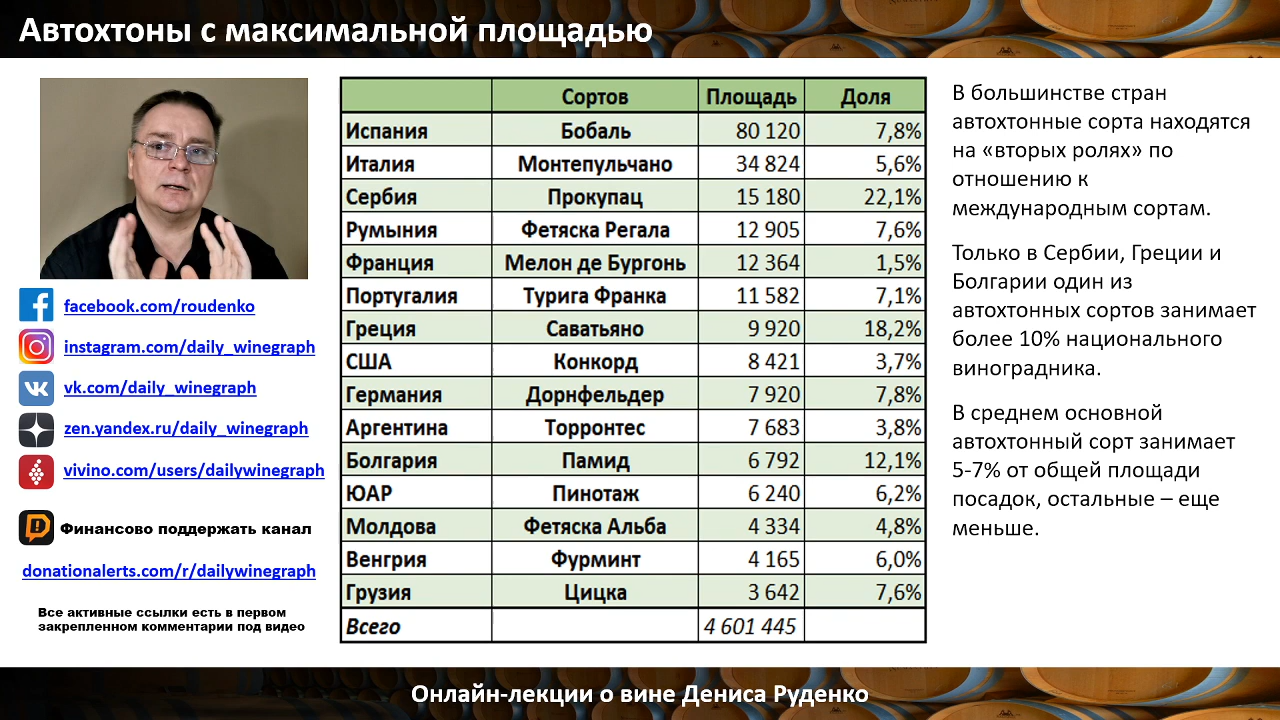 Автохтоны с максимальной площадью
facebook.com/roudenko
instagram.com/daily_winegraph
vk.com/daily_winegraph
zen.yandex.ru/daily_winegraph
vivino.com/users/dailywinegraph
Финансово поддержать канал
donationalerts.com/r/dailywinegraph
Все активные ссылки есть в первом
закрепленном комментарии под видео
Сортов Площадь Доля
Испания Бобаль 80 120 7,8%
Италия Монтепульчано 34 824 5,6%
Сербия Прокупац 15 180 22,1%
Румыния Фетяска Регала 12 905 7,6%
Франция Мелон де Бургонь 12 364 1,5%
Португалия Турига Франка 11 582 7,1%
Греция Саватьяно 9 920 18,2%
США Конкорд 8 421 3,7%
Германия Дорнфельдер 7 920 7,8%
Аргентина Торронтес 7 683 3,8%
Болгария Памид 6 792 12,1%
ЮАР Пинотаж 6 240 6,2%
Молдова Фетяска Альба 4 334 4,8%
Венгрия Фурминт 4 165 6,0%
Грузия Цицка 3 642 7,6%
Всего 4 601 445
В большинстве стран
автохтонные сорта находятся
на «вторых ролях» по
отношению к
международным сортам.
Только в Сербии, Греции и
Болгарии один из
автохтонных сортов занимает
более 10% национального
виноградника.
В среднем основной
автохтонный сорт занимает
5-7% от общей площади
посадок, остальные – еще
меньше.
Онлайн-лекции о вине Дениса Руденко